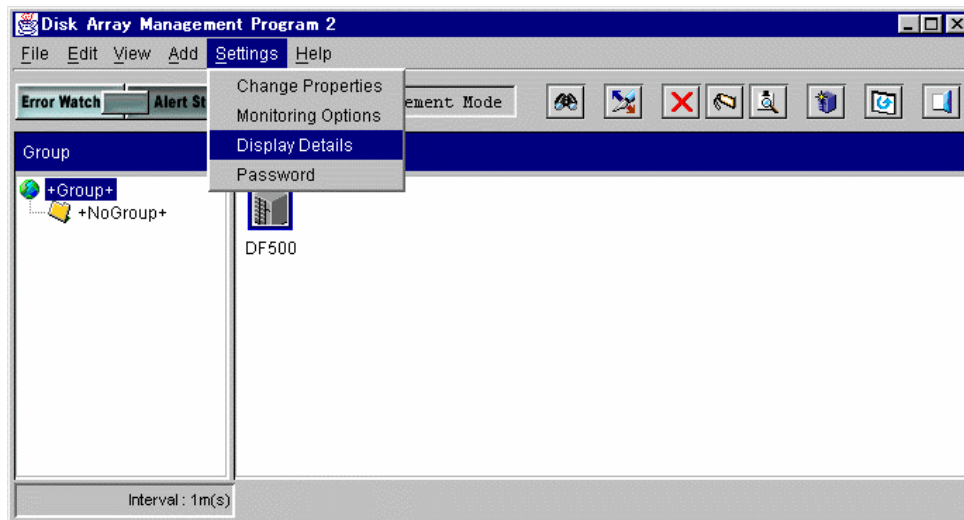 Disk Array Management Program 2
File Edit View Add Settings Help
Change Properties
Monitoring Options
Display Details
Password
Error Watch Alert St
ement Mode
Group
+Group+
+NoGroup+
DF500
Interval : 1m(s)